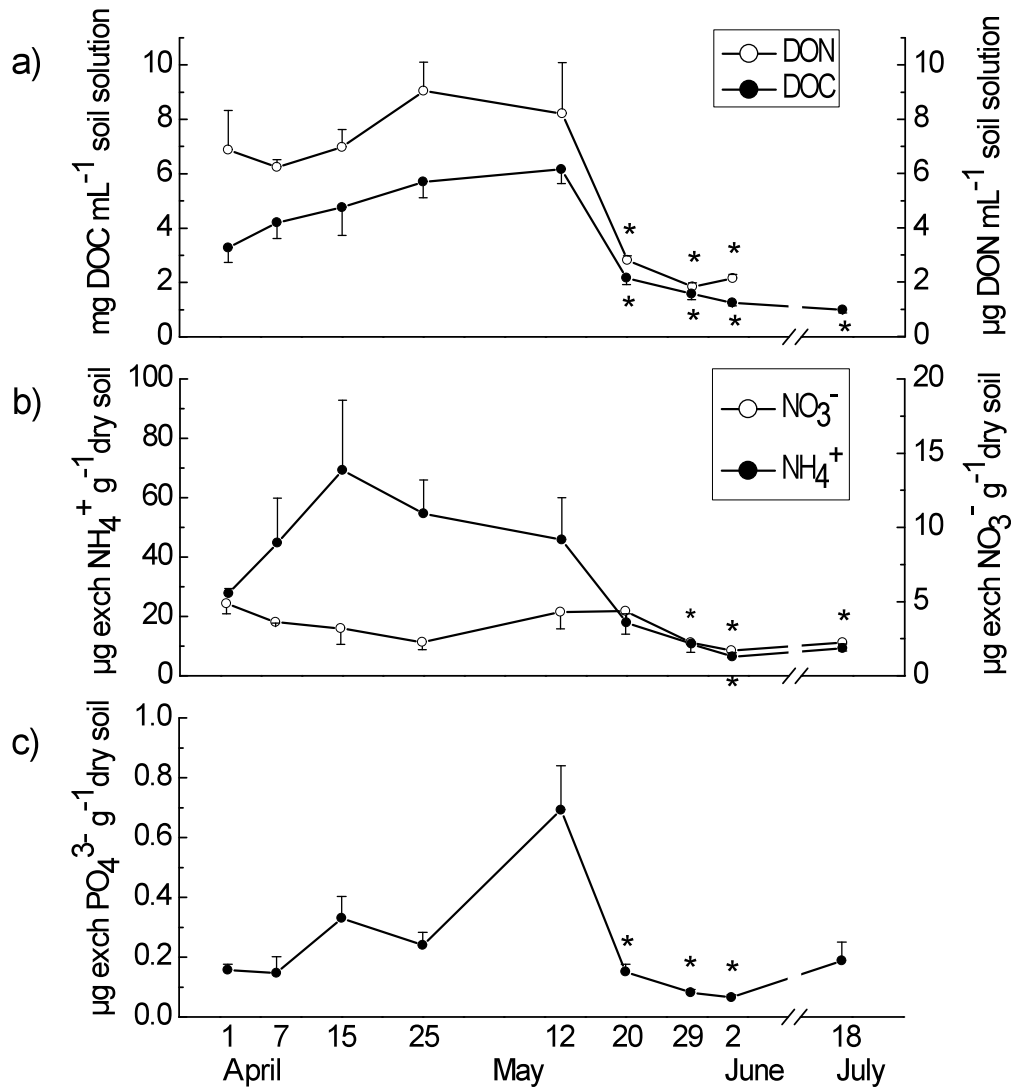 a)
mg DOC mL⁻¹ soil solution
10
8
6
4
2
0
DON
DOC
* * *
* * * *
10
8
6
4
2
0
µg DON mL⁻¹ soil solution
b)
µg exch NH₄⁺ g⁻¹ dry soil
100
80
60
40
20
0
NO₃⁻
NH₄⁺
* * *
*
20
15
10
5
0
µg exch NO₃⁻ g⁻¹ dry soil
c)
µg exch PO₄³⁻ g⁻¹ dry soil
1.0
0.8
0.6
0.4
0.2
0.0
* * *
1 7 15 25 12 20 29 2 18
April May June July